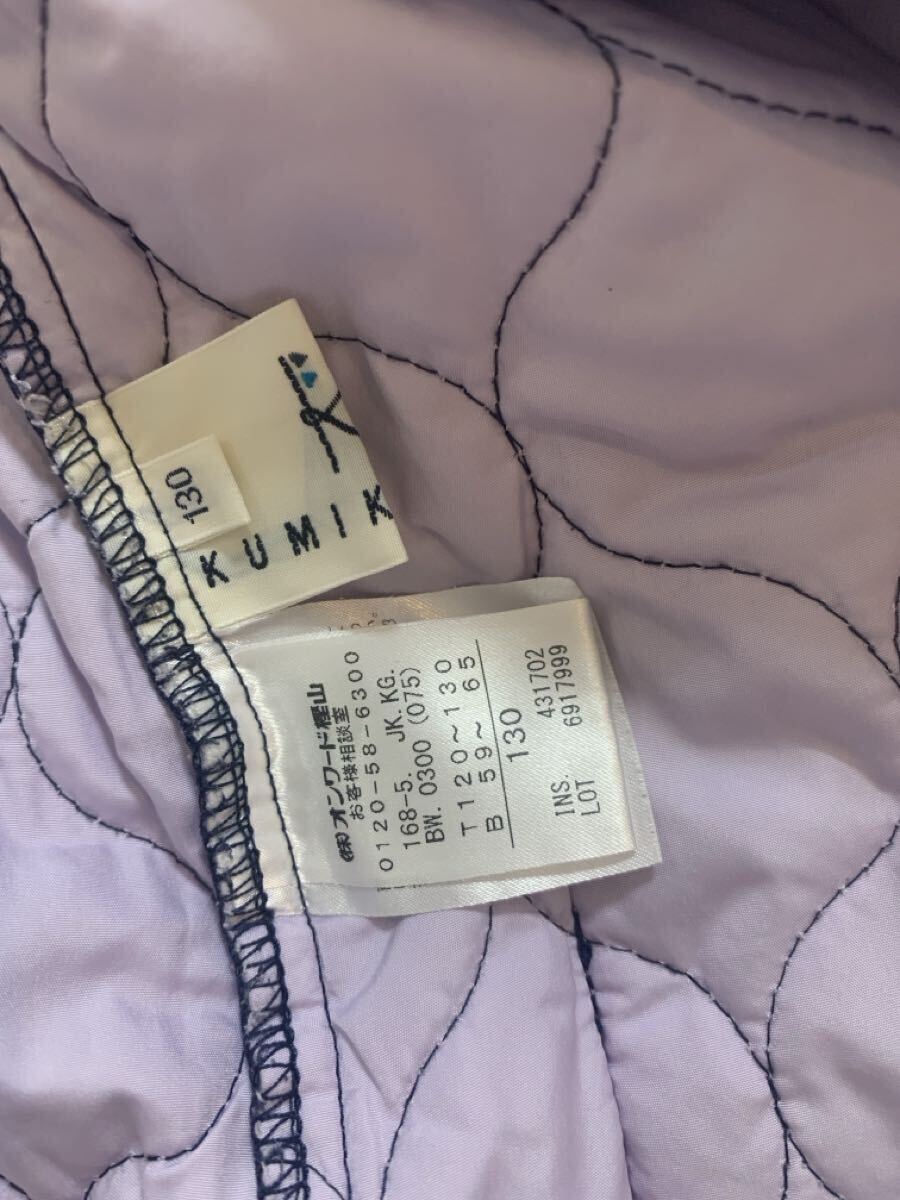 130
KUMIK
(株)オンワード樫山
お客様相談室
0120-58-6300
168-5. JK. KG.
BW. 0300 (075)
T 120~130
B 59~ 65
130
INS. 431702
LOT 6917999